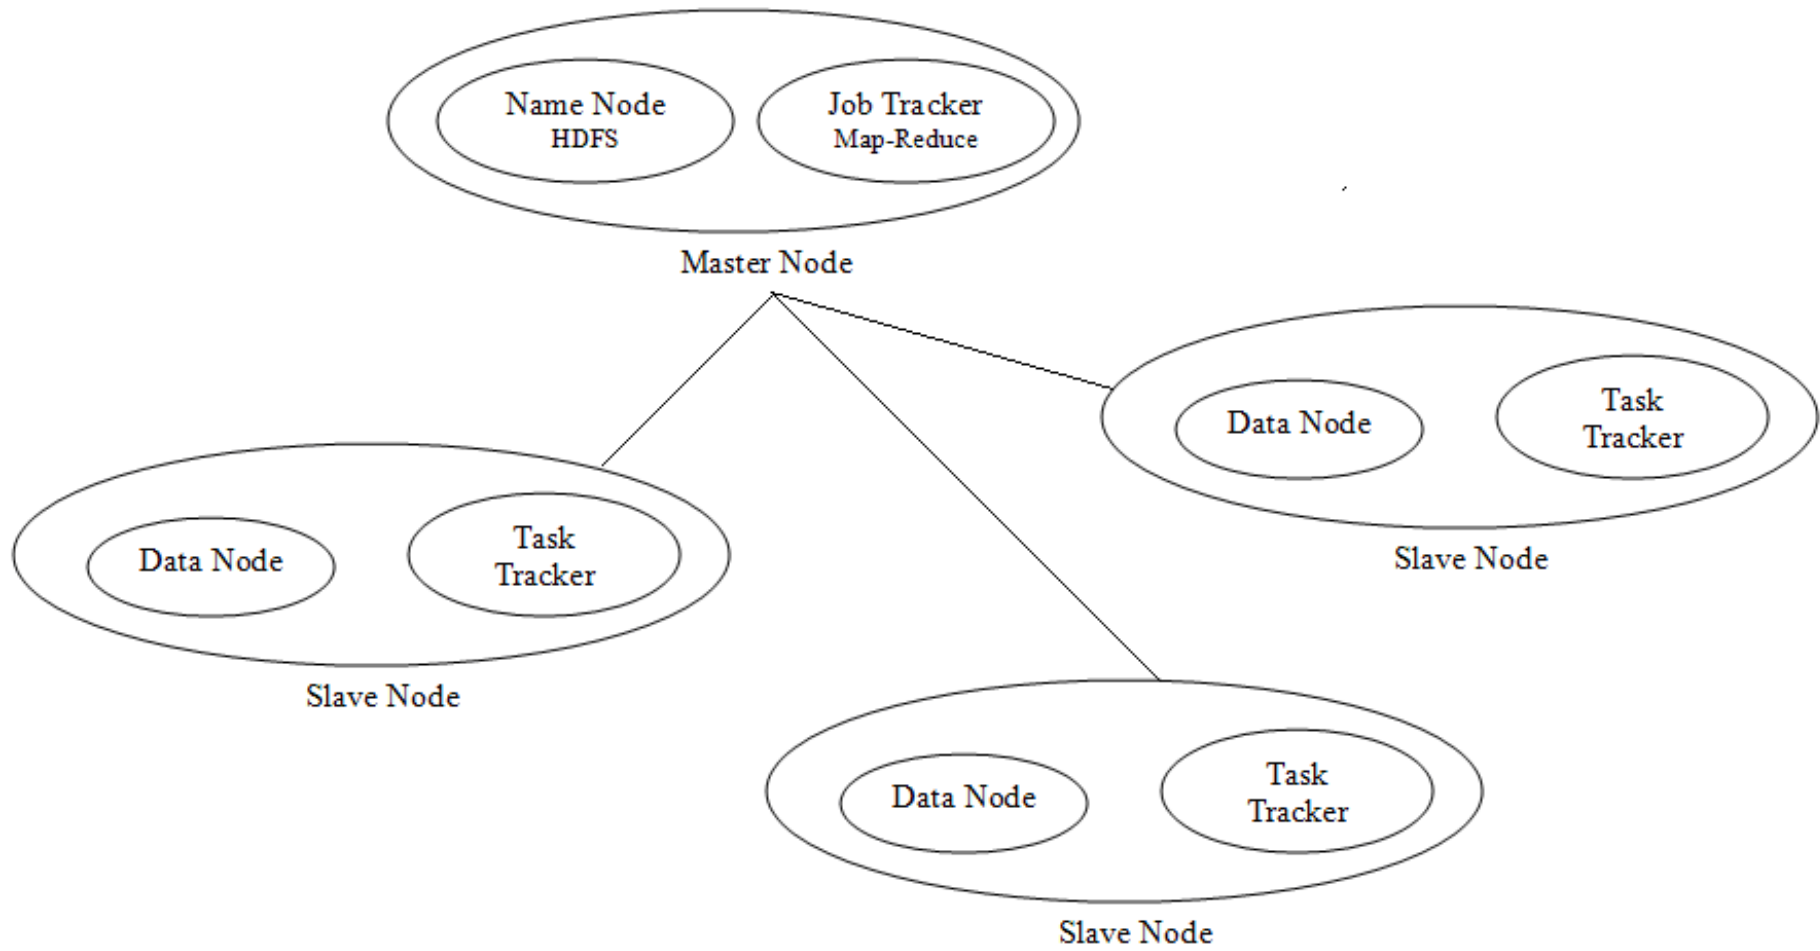 Name Node
HDFS
Job Tracker
Map-Reduce
Master Node
Data Node
Task
Tracker
Slave Node
Data Node
Task
Tracker
Slave Node
Data Node
Task
Tracker
Slave Node